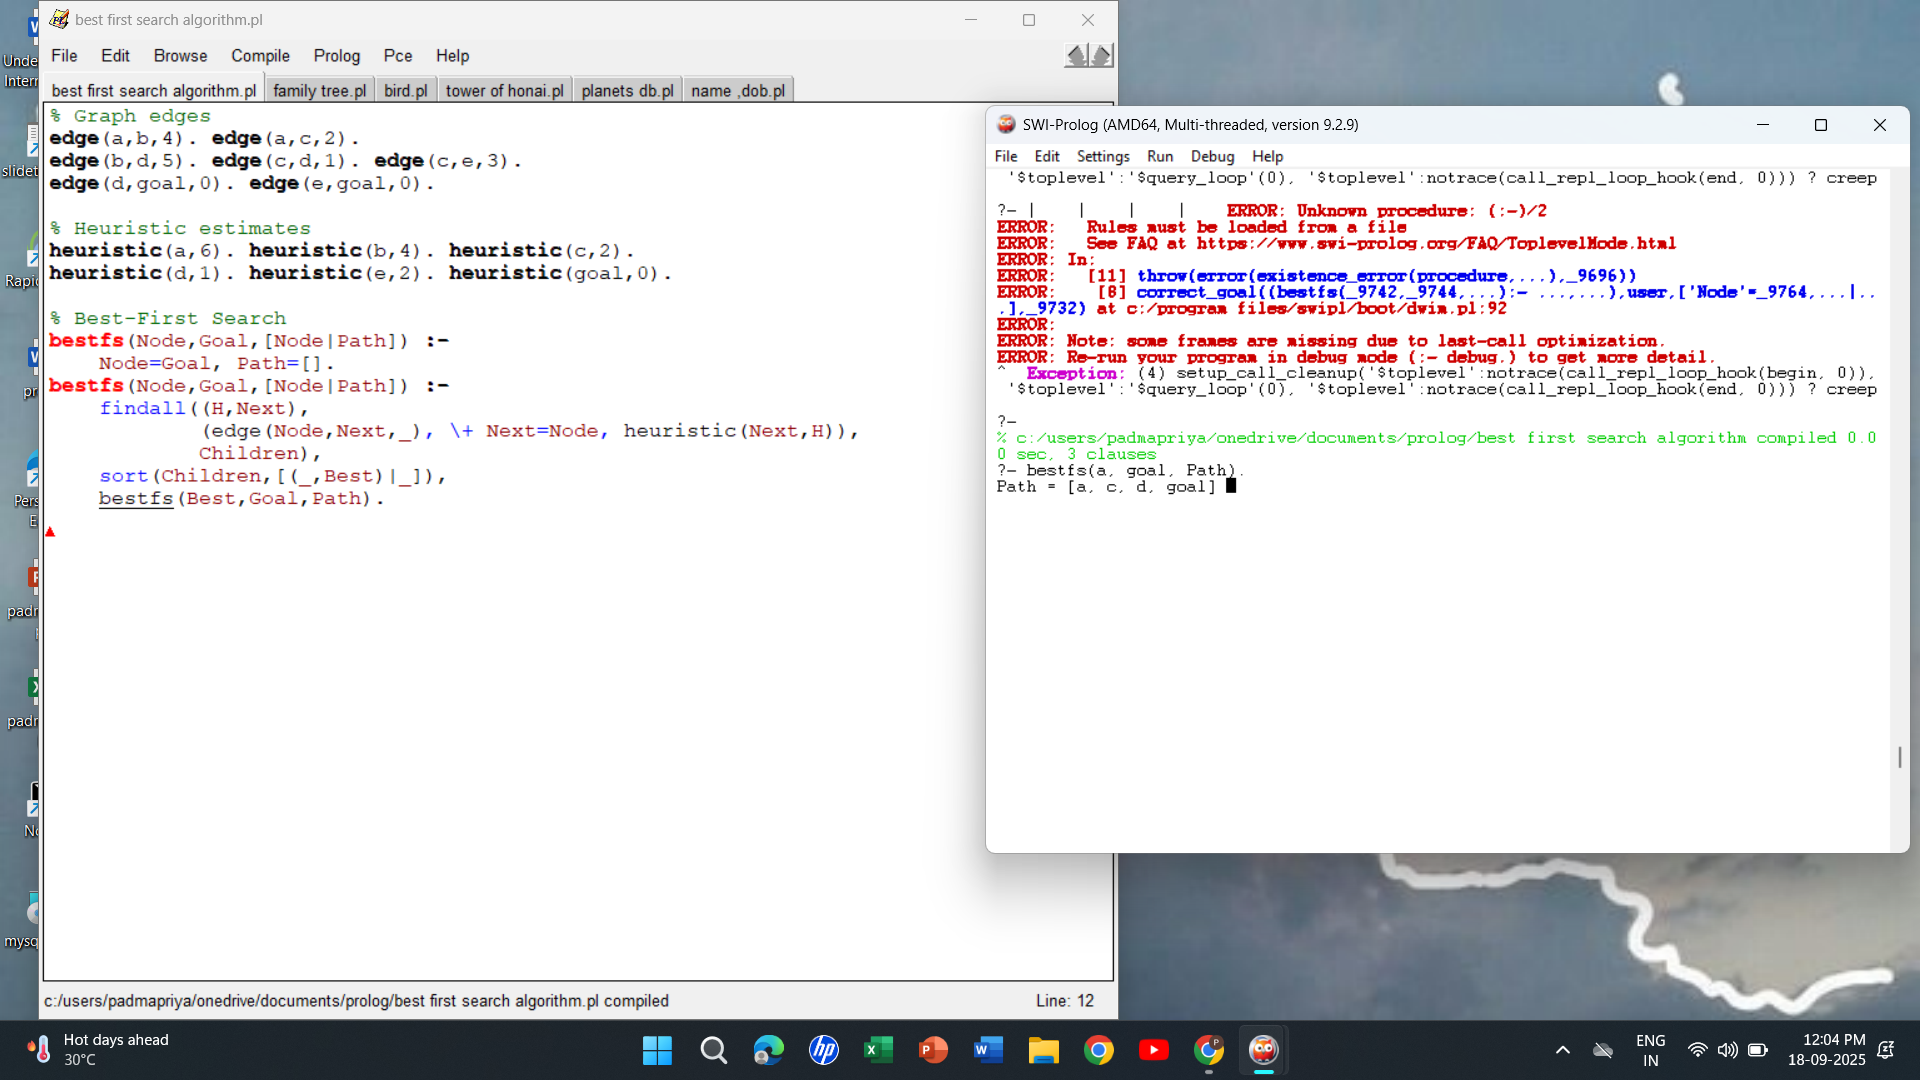 best first search algorithm.pl
File Edit Browse Compile Prolog Pce Help
best first search algorithm.pl family tree.pl bird.pl tower of honai.pl planets db.pl name ,dob.pl
% Graph edges
edge(a,b,4). edge(a,c,2).
edge(b,d,5). edge(c,d,1). edge(c,e,3).
edge(d,goal,0). edge(e,goal,0).
% Heuristic estimates
heuristic(a,6). heuristic(b,4). heuristic(c,2).
heuristic(d,1). heuristic(e,2). heuristic(goal,0).
% Best-First Search
bestfs(Node,Goal,[Node|Path]) :-
Node=Goal, Path=[].
bestfs(Node,Goal,[Node|Path]) :-
findall((H,Next),
(edge(Node,Next,_), \+ Next=Node, heuristic(Next,H)),
Children),
sort(Children,[(_,Best)|_]),
bestfs(Best,Goal,Path).
c:/users/padmapriya/onedrive/documents/prolog/best first search algorithm.pl compiled
Line: 12
SWI-Prolog (AMD64, Multi-threaded, version 9.2.9)
File Edit Settings Run Debug Help
'$toplevel':'$query_loop'(0), '$toplevel':notrace(call_repl_loop_hook(end, 0))) ? creep
?- | | | | ERROR: Unknown procedure: (:-)/2
ERROR: Rules must be loaded from a file
ERROR: See FAQ at https://www.swi-prolog.org/FAQ/ToplevelMode.html
ERROR: In:
ERROR: [11] throw(error(existence_error(procedure,...),_9696))
ERROR: [8] correct_goal((bestfs(_9742,_9744,...):- ...,...),user,['Node'=_9764,...|..
.],_9732) at c:/program files/swipl/boot/dwim.pl:92
ERROR:
ERROR: Note: some frames are missing due to last-call optimization.
ERROR: Re-run your program in debug mode (:- debug.) to get more detail.
^ Exception: (4) setup_call_cleanup('$toplevel':notrace(call_repl_loop_hook(begin, 0)),
'$toplevel':'$query_loop'(0), '$toplevel':notrace(call_repl_loop_hook(end, 0))) ? creep
?-
% c:/users/padmapriya/onedrive/documents/prolog/best first search algorithm compiled 0.0
0 sec, 3 clauses
?- bestfs(a, goal, Path).
Path = [a, c, d, goal]
Unde
Intern
slidet
Rapid
pr
Pers
E
padm
padm
No
mysq
Hot days ahead
30°C
ENG
IN
12:04 PM
18-09-2025